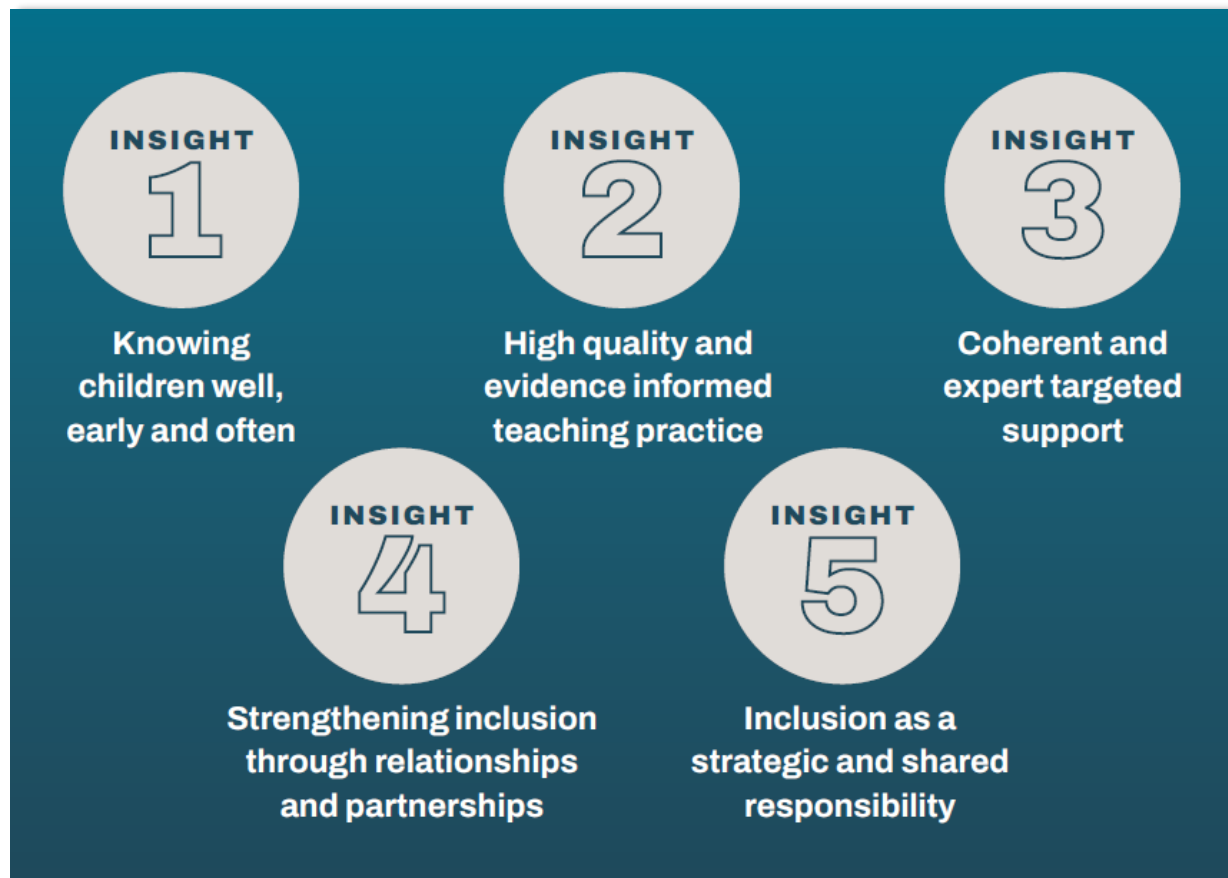 INSIGHT
1
Knowing
children well,
early and often
INSIGHT
2
High quality and
evidence informed
teaching practice
INSIGHT
3
Coherent and
expert targeted
support
INSIGHT
4
Strengthening inclusion
through relationships
and partnerships
INSIGHT
5
Inclusion as a
strategic and shared
responsibility